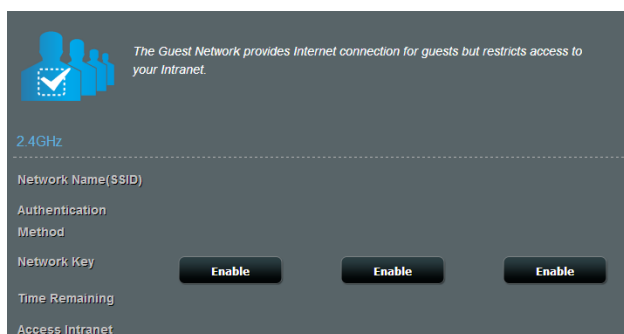 The Guest Network provides Internet connection for guests but restricts access to
your Intranet.
2.4GHz
Network Name(SSID)
Authentication
Method
Network Key
Enable Enable Enable
Time Remaining
Access Intranet